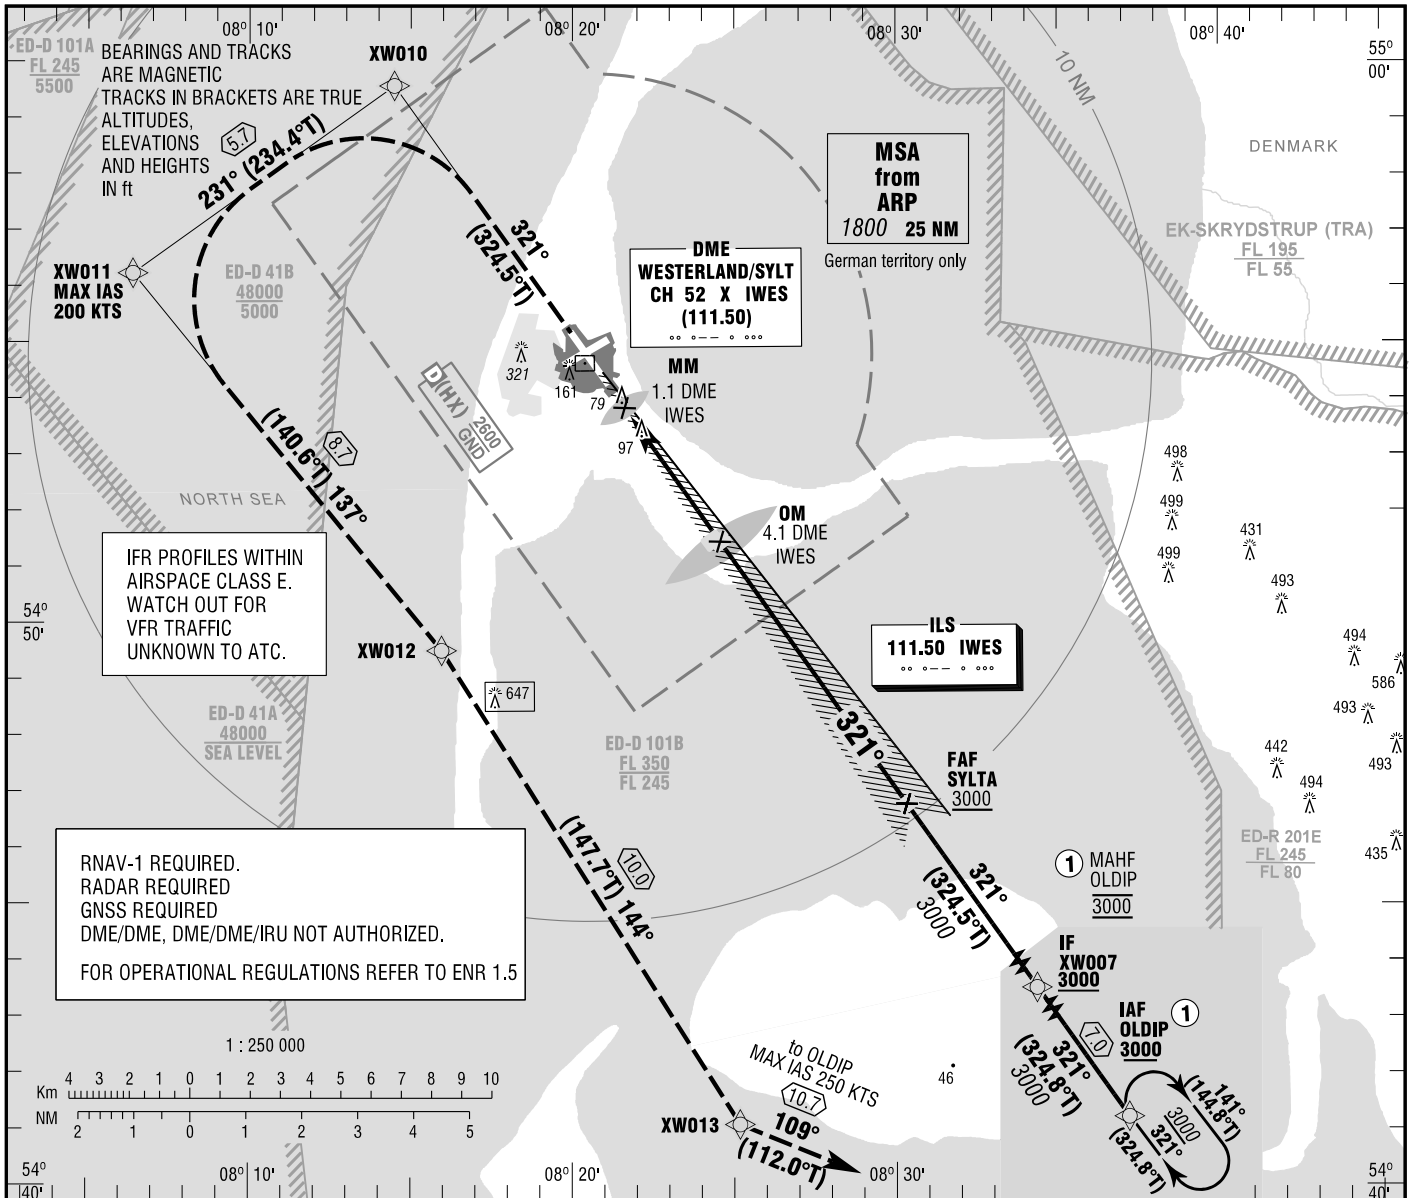 08º 10'
08º 20'
08º 30'
08º 40'
55º
00'
ED-D 101A
FL 245
5500
BEARINGS AND TRACKS
ARE MAGNETIC
TRACKS IN BRACKETS ARE TRUE
ALTITUDES,
ELEVATIONS
AND HEIGHTS
IN ft
XW010
5.7
231° (234.4°T)
10 NM
DENMARK
MSA
from
ARP
1800 25 NM
German territory only
EK-SKRYDSTRUP (TRA)
FL 195
FL 55
321°
(324.5°T)
DME
WESTERLAND/SYLT
CH 52 X IWES
(111.50)
XW011
MAX IAS
200 KTS
ED-D 41B
48000
5000
321
161
79
97
MM
1.1 DME
IWES
D(HX) 2600
GND
(140.6°T) 137°
8.7
NORTH SEA
OM
4.1 DME
IWES
498
499
499
431
493
494
586
493
493
442
494
435
IFR PROFILES WITHIN
AIRSPACE CLASS E.
WATCH OUT FOR
VFR TRAFFIC
UNKNOWN TO ATC.
54º
50'
XW012
647
ILS
111.50 IWES
ED-D 41A
48000
SEA LEVEL
ED-D 101B
FL 350
FL 245
321°
FAF
SYLTA
3000
ED-R 201E
FL 245
FL 80
RNAV-1 REQUIRED.
RADAR REQUIRED
GNSS REQUIRED
DME/DME, DME/DME/IRU NOT AUTHORIZED.
FOR OPERATIONAL REGULATIONS REFER TO ENR 1.5
(147.7°T) 144°
10.0
321°
(324.5°T)
3000
1 MAHF
OLDIP
3000
IF
XW007
3000
IAF
OLDIP
3000
1
7.0
321°
(324.8°T)
3000
141°
(144.8°T)
3000
321°
(324.8°T)
1 : 250 000
Km 4 3 2 1 0 1 2 3 4 5 6 7 8 9 10
NM 2 1 0 1 2 3 4 5
to OLDIP
MAX IAS 250 KTS
10.7
109°
(112.0°T)
46
XW013
54º
40'
08º 10'
08º 20'
08º 30'
54º
40'